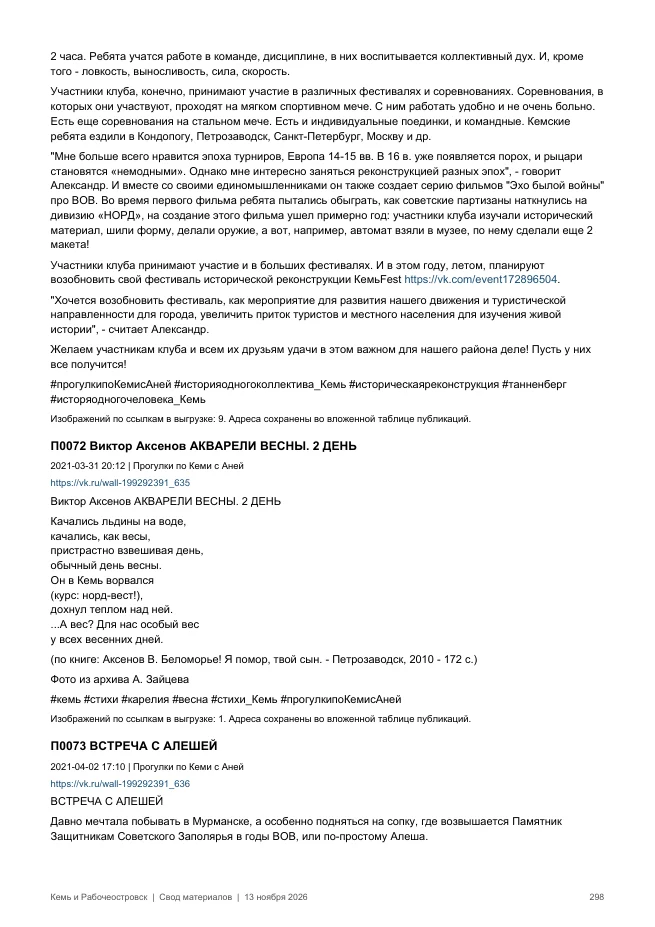 2 часа. Ребята учатся работе в команде, дисциплине, в них воспитывается коллективный дух. И, кроме
того - ловкость, выносливость, сила, скорость.
Участники клуба, конечно, принимают участие в различных фестивалях и соревнованиях. Соревнования, в
которых они участвуют, проходят на мягком спортивном мече. С ним работать удобно и не очень больно.
Есть еще соревнования на стальном мече. Есть и индивидуальные поединки, и командные. Кемские
ребята ездили в Кондопогу, Петрозаводск, Санкт-Петербург, Москву и др.
"Мне больше всего нравится эпоха турниров, Европа 14-15 вв. В 16 в. уже появляется порох, и рыцари
становятся «немодными». Однако мне интересно заняться реконструкцией разных эпох", - говорит
Александр. И вместе со своими единомышленниками он также создает серию фильмов "Эхо былой войны"
про ВОВ. Во время первого фильма ребята пытались обыграть, как советские партизаны наткнулись на
дивизию «НОРД», на создание этого фильма ушел примерно год: участники клуба изучали исторический
материал, шили форму, делали оружие, а вот, например, автомат взяли в музее, по нему сделали еще 2
макета!
Участники клуба принимают участие и в больших фестивалях. И в этом году, летом, планируют
возобновить свой фестиваль исторической реконструкции КемьFest https://vk.com/event172896504.
"Хочется возобновить фестиваль, как мероприятие для развития нашего движения и туристической
направленности для города, увеличить приток туристов и местного населения для изучения живой
истории", - считает Александр.
Желаем участникам клуба и всем их друзьям удачи в этом важном для нашего района деле! Пусть у них
все получится!
#прогулкипоКемисАней #историяодногоколлектива_Кемь #историческаяреконструкция #танненберг
#историяодногочеловека_Кемь
Изображений по ссылкам в выгрузке: 9. Адреса сохранены во вложенной таблице публикаций.
П0072 Виктор Аксенов АКВАРЕЛИ ВЕСНЫ. 2 ДЕНЬ
2021-03-31 20:12 | Прогулки по Кеми с Аней
https://vk.ru/wall-199292391_635
Виктор Аксенов АКВАРЕЛИ ВЕСНЫ. 2 ДЕНЬ
Качались льдины на воде,
качались, как весы,
пристрастно взвешивая день,
обычный день весны.
Он в Кемь ворвался
(курс: норд-вест!),
дохнул теплом над ней.
...А вес? Для нас особый вес
у всех весенних дней.
(по книге: Аксенов В. Беломорье! Я помор, твой сын. - Петрозаводск, 2010 - 172 с.)
Фото из архива А. Зайцева
#кемь #стихи #карелия #весна #стихи_Кемь #прогулкипоКемисАней
Изображений по ссылкам в выгрузке: 1. Адреса сохранены во вложенной таблице публикаций.
П0073 ВСТРЕЧА С АЛЕШЕЙ
2021-04-02 17:10 | Прогулки по Кеми с Аней
https://vk.ru/wall-199292391_636
ВСТРЕЧА С АЛЕШЕЙ
Давно мечтала побывать в Мурманске, а особенно подняться на сопку, где возвышается Памятник
Защитникам Советского Заполярья в годы ВОВ, или по-простому Алеша.
Кемь и Рабочеостровск | Свод материалов | 13 ноября 2026
298